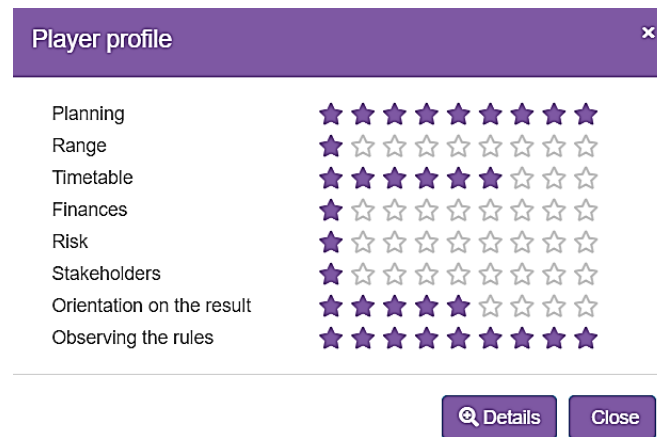 Player profile ×
Planning
Range
Timetable
Finances
Risk
Stakeholders
Orientation on the result
Observing the rules
Details Close